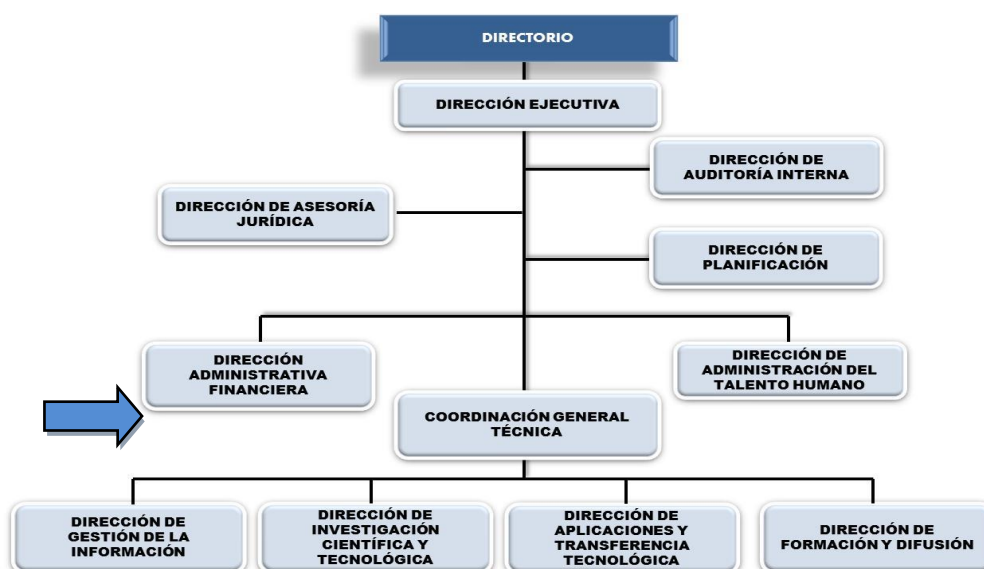 DIRECTORIO
DIRECCIÓN EJECUTIVA
DIRECCIÓN DE
AUDITORÍA INTERNA
DIRECCIÓN DE ASESORÍA
JURÍDICA
DIRECCIÓN DE
PLANIFICACIÓN
DIRECCIÓN
ADMINISTRATIVA
FINANCIERA
DIRECCIÓN DE
ADMINISTRACIÓN DEL
TALENTO HUMANO
COORDINACIÓN GENERAL
TÉCNICA
DIRECCIÓN DE
GESTIÓN DE LA
INFORMACIÓN
DIRECCIÓN DE
INVESTIGACIÓN
CIENTÍFICA Y
TECNOLÓGICA
DIRECCIÓN DE
APLICACIONES Y
TRANSFERENCIA
TECNOLÓGICA
DIRECCIÓN DE
FORMACIÓN Y DIFUSIÓN